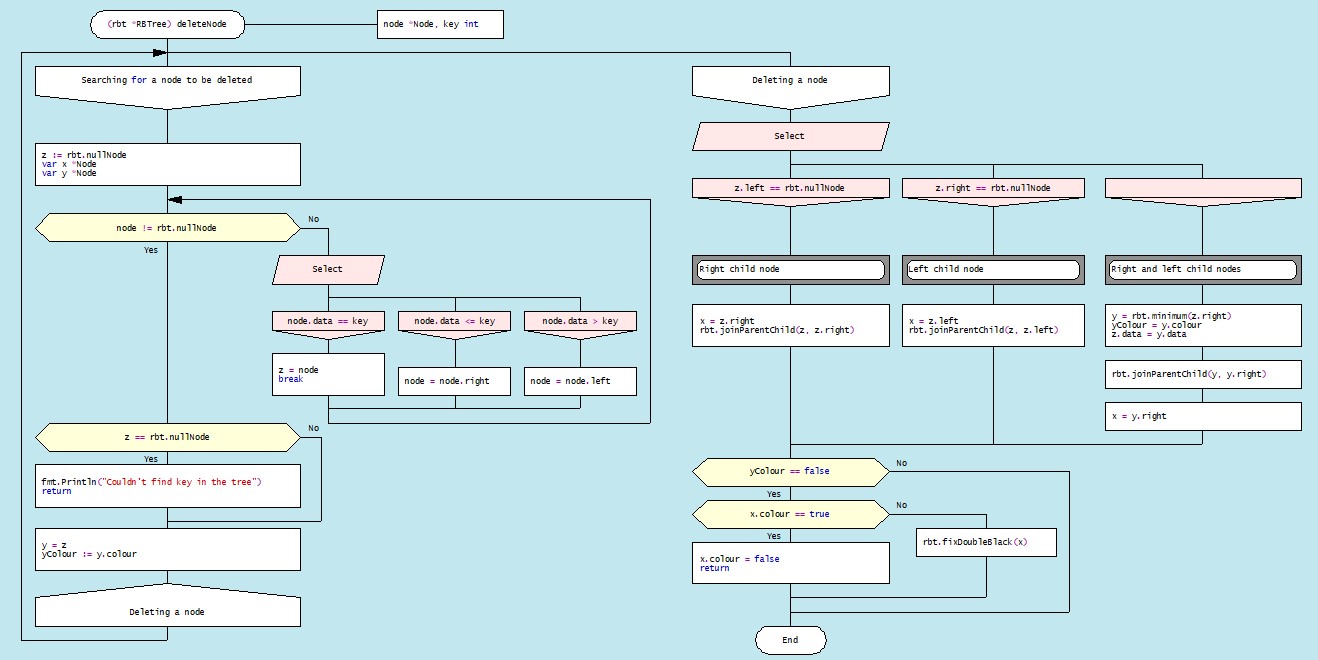 (rbt *RBTree) deleteNode
node *Node, key int
Searching for a node to be deleted
z := rbt.nullNode
var x *Node
var y *Node
node != rbt.nullNode
No
Yes
Select
node.data == key
node.data <= key
node.data > key
z = node
break
node = node.right
node = node.left
z == rbt.nullNode
No
Yes
fmt.Println("Couldn't find key in the tree")
return
y = z
yColour := y.colour
Deleting a node
Deleting a node
Select
z.left == rbt.nullNode
z.right == rbt.nullNode
Right child node
Left child node
Right and left child nodes
x = z.right
rbt.joinParentChild(z, z.right)
x = z.left
rbt.joinParentChild(z, z.left)
y = rbt.minimum(z.right)
yColour = y.colour
z.data = y.data
rbt.joinParentChild(y, y.right)
x = y.right
yColour == false
No
Yes
x.colour == true
No
Yes
rbt.fixDoubleBlack(x)
x.colour = false
return
End